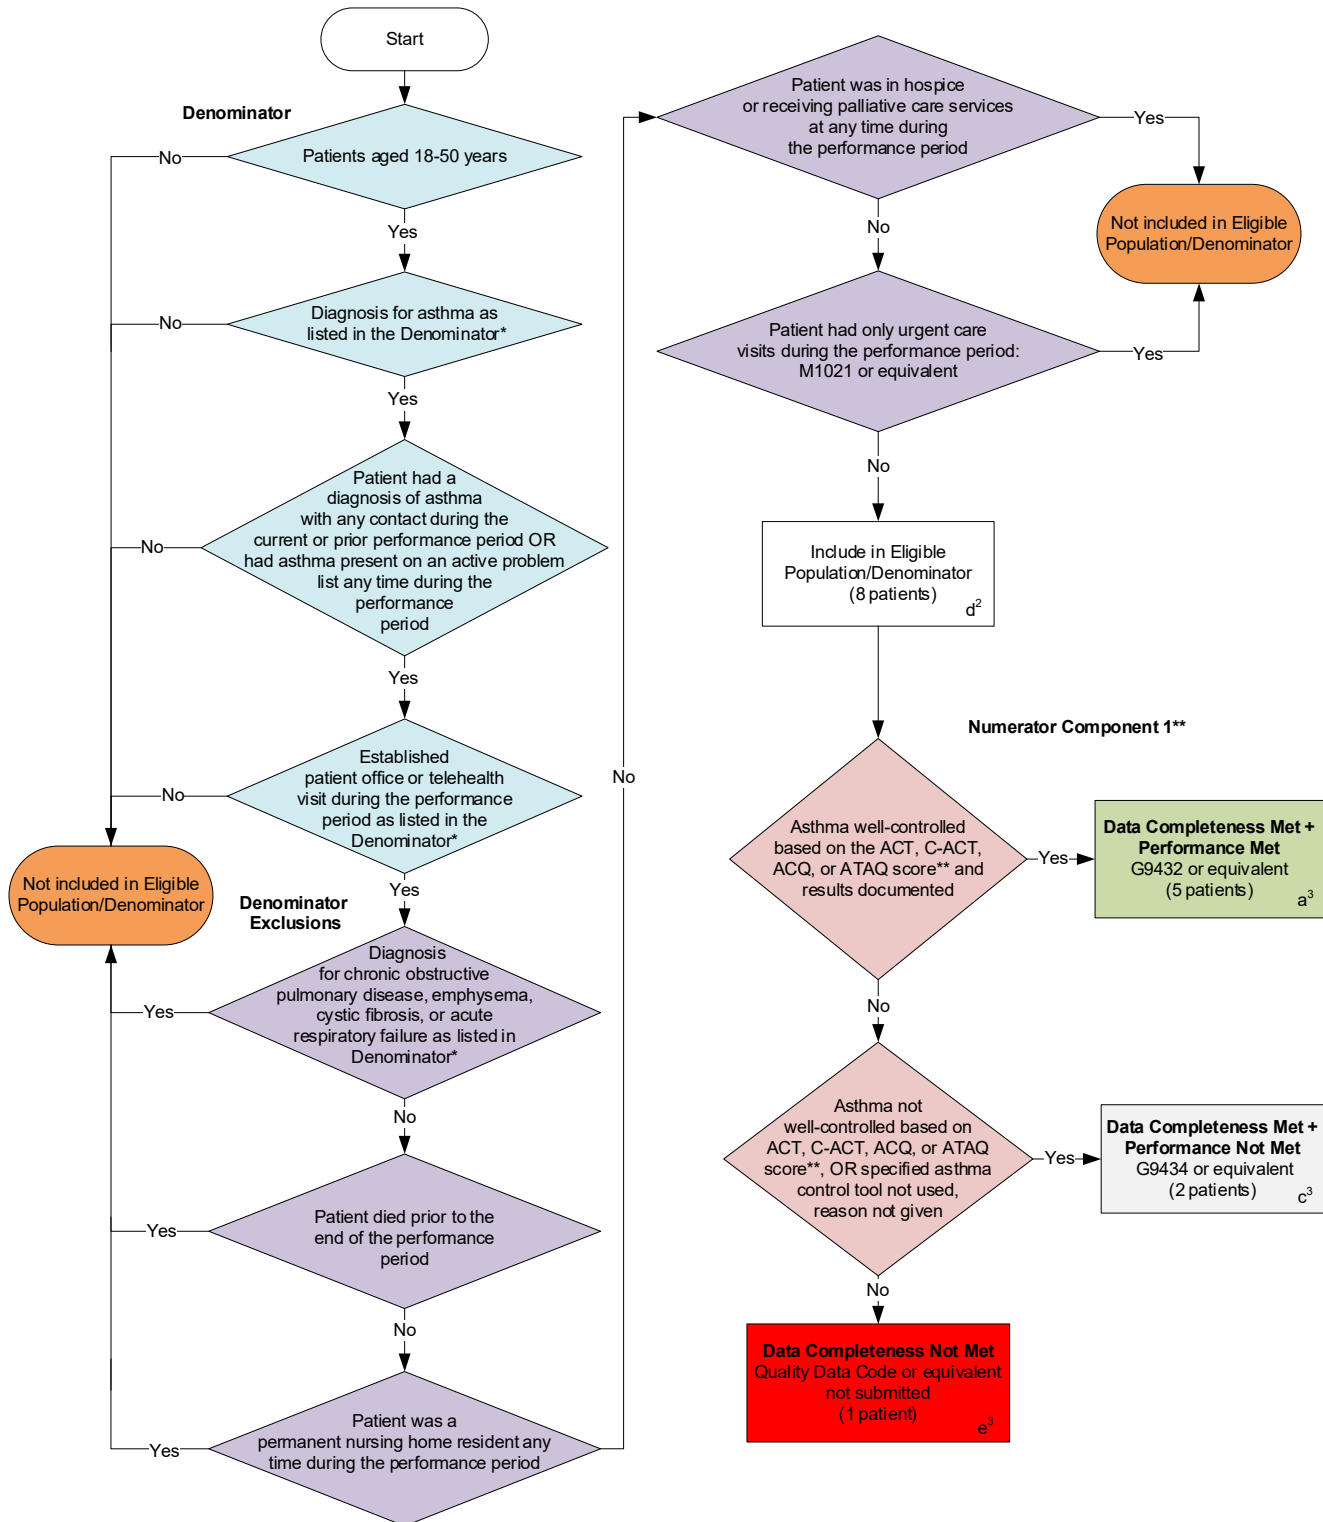 Start
Denominator
Patients aged 18-50 years
No
Yes
Diagnosis for asthma as
listed in the Denominator*
No
Yes
Patient had a
diagnosis of asthma
with any contact during the
current or prior performance period OR
had asthma present on an active problem
list any time during the
performance
period
No
Yes
Established
patient office or telehealth
visit during the performance
period as listed in the
Denominator*
No
Yes
Not included in Eligible
Population/Denominator
Denominator
Exclusions
Diagnosis
for chronic obstructive
pulmonary disease, emphysema,
cystic fibrosis, or acute
respiratory failure as listed in
Denominator*
Yes
No
Patient died prior to the
end of the performance
period
Yes
No
Patient was a
permanent nursing home resident any
time during the performance period
Yes
No
Patient was in hospice
or receiving palliative care services
at any time during
the performance period
Yes
No
Not included in Eligible
Population/Denominator
Patient had only urgent care
visits during the performance period:
M1021 or equivalent
Yes
No
Include in Eligible
Population/Denominator
(8 patients)
d²
Numerator Component 1**
Asthma well-controlled
based on the ACT, C-ACT,
ACQ, or ATAQ score** and
results documented
Yes
Data Completeness Met +
Performance Met
G9432 or equivalent
(5 patients)
a³
No
Asthma not
well-controlled based on
ACT, C-ACT, ACQ, or ATAQ
score**, OR specified asthma
control tool not used,
reason not given
Yes
Data Completeness Met +
Performance Not Met
G9434 or equivalent
(2 patients)
c³
No
Data Completeness Not Met
Quality Data Code or equivalent
not submitted
(1 patient)
e³